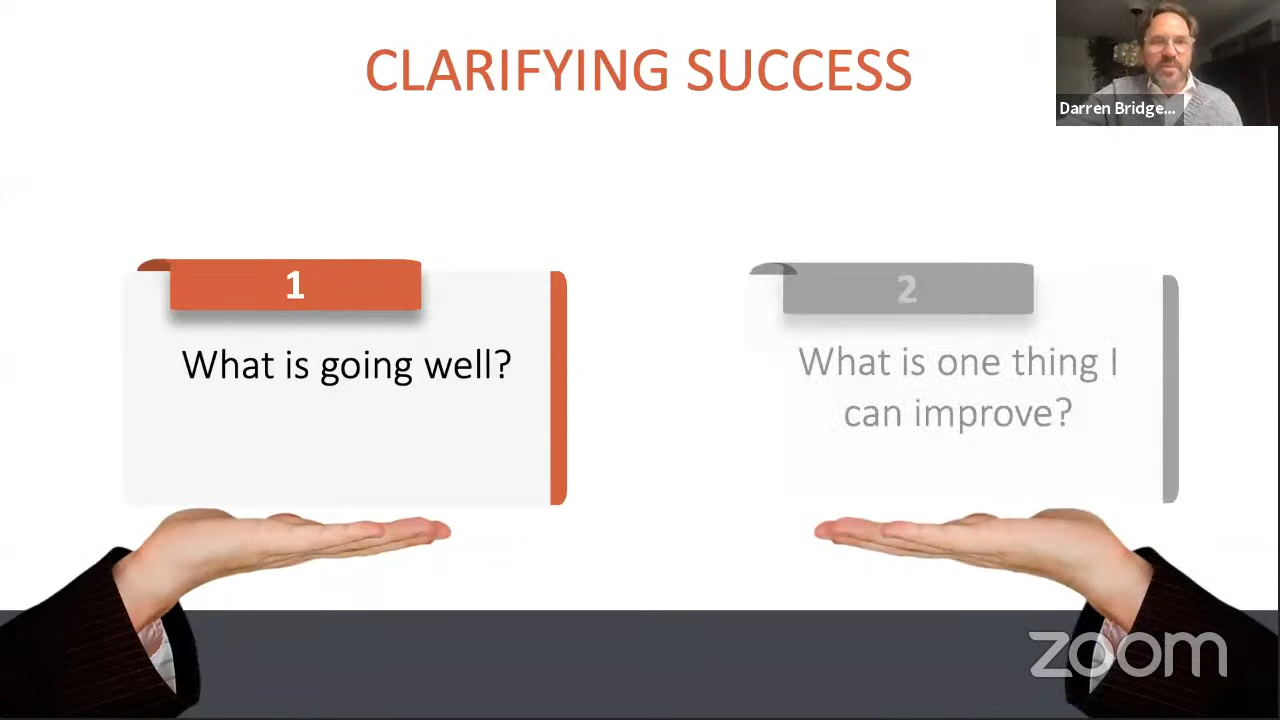 CLARIFYING SUCCESS
Darren Bridge...
1
What is going well?
2
What is one thing I
can improve?
zoom